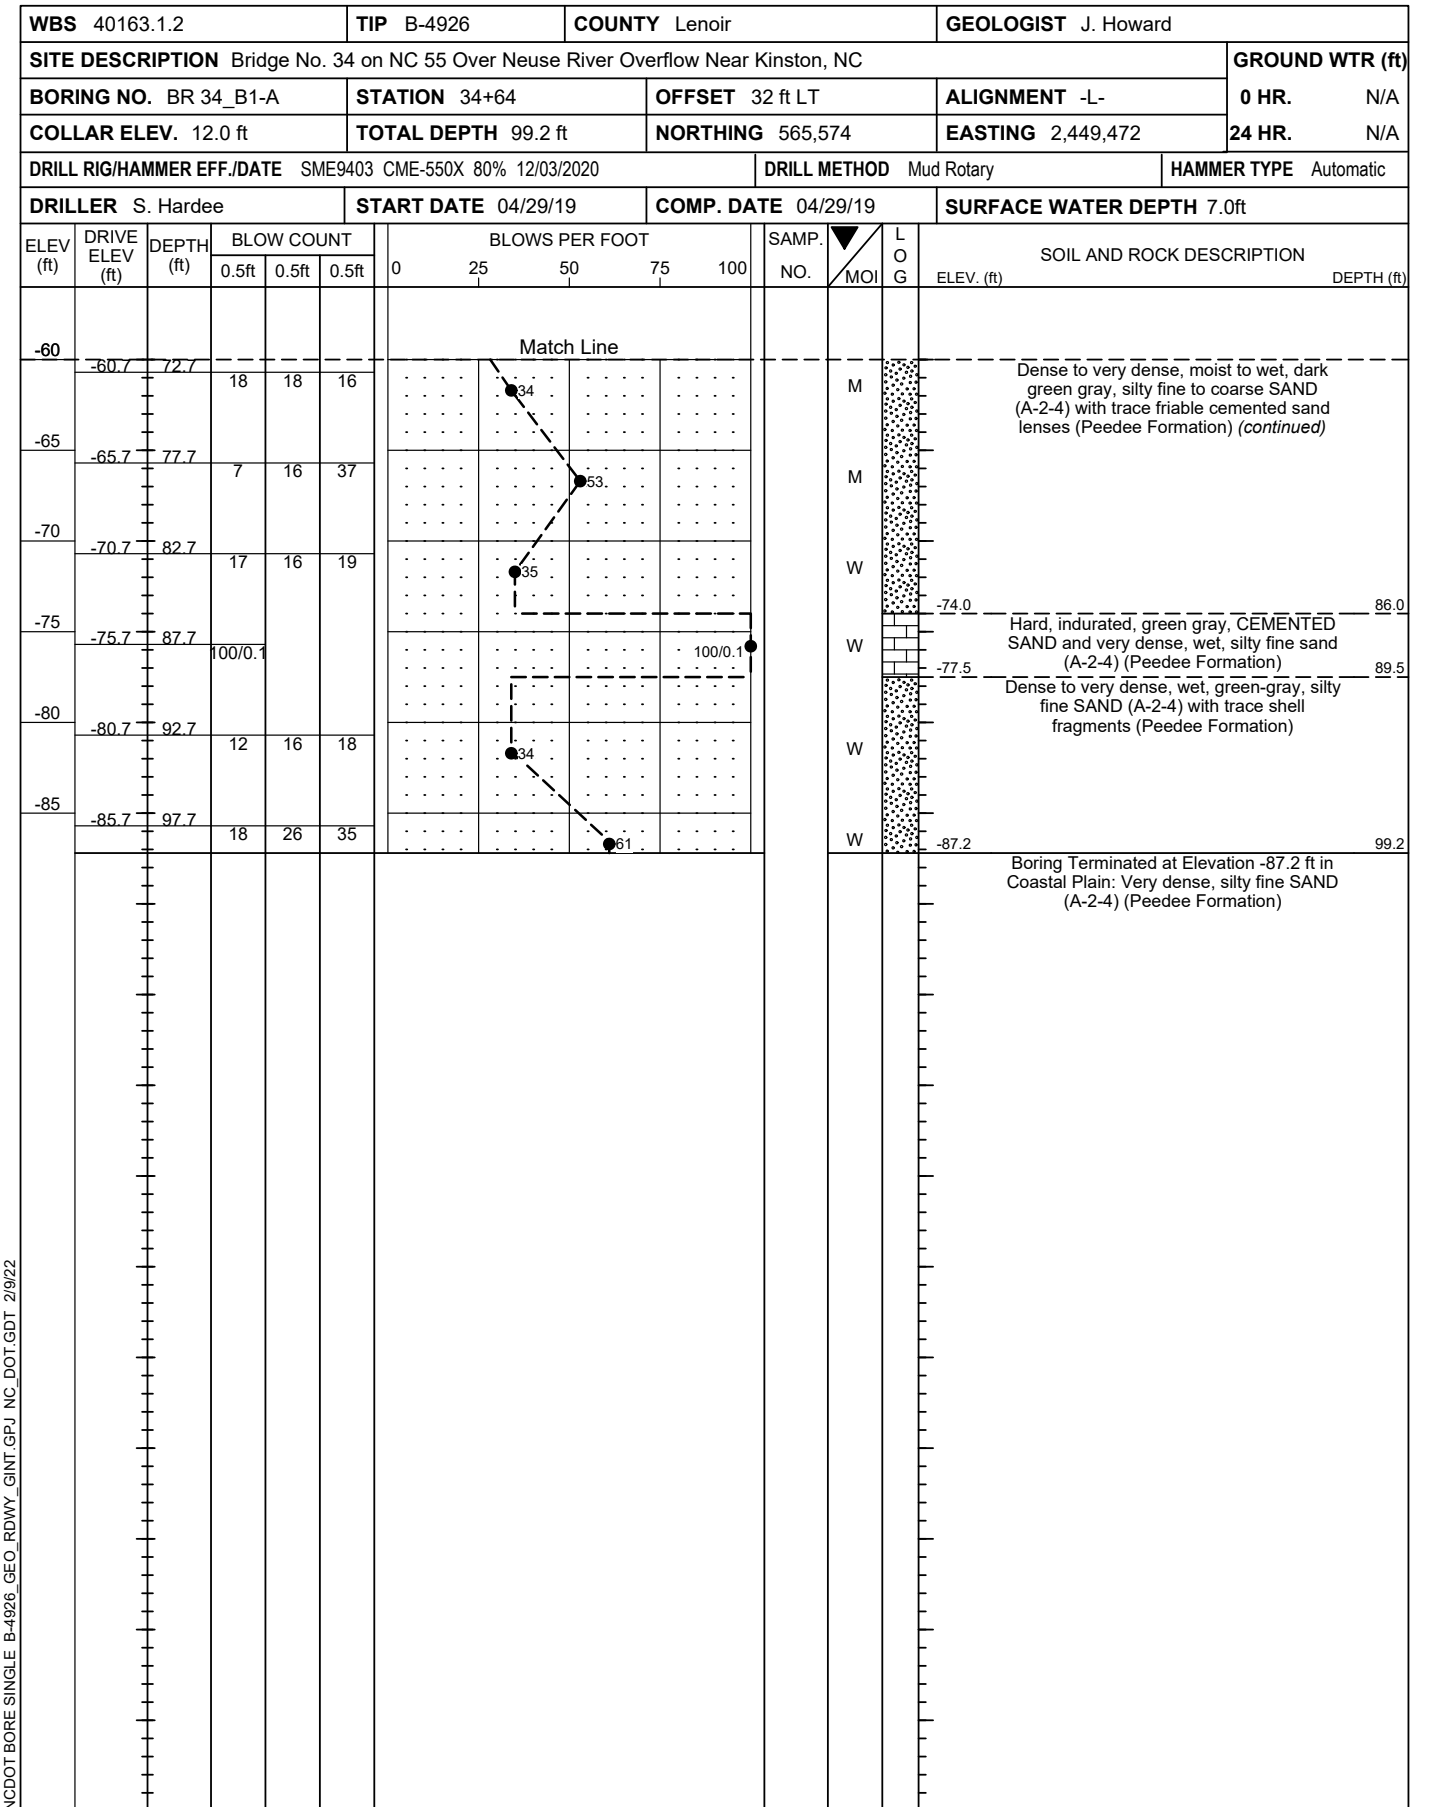 WBS 40163.1.2 TIP B-4926 COUNTY Lenoir GEOLOGIST J. Howard
SITE DESCRIPTION Bridge No. 34 on NC 55 Over Neuse River Overflow Near Kinston, NC GROUND WTR (ft)
BORING NO. BR 34_B1-A STATION 34+64 OFFSET 32 ft LT ALIGNMENT -L- 0 HR. N/A
COLLAR ELEV. 12.0 ft TOTAL DEPTH 99.2 ft NORTHING 565,574 EASTING 2,449,472 24 HR. N/A
DRILL RIG/HAMMER EFF./DATE SME9403 CME-550X 80% 12/03/2020 DRILL METHOD Mud Rotary HAMMER TYPE Automatic
DRILLER S. Hardee START DATE 04/29/19 COMP. DATE 04/29/19 SURFACE WATER DEPTH 7.0ft
ELEV (ft) DRIVE ELEV (ft) DEPTH (ft) BLOW COUNT BLOWS PER FOOT SAMP. NO. MOI LOG SOIL AND ROCK DESCRIPTION
0.5ft 0.5ft 0.5ft 0 25 50 75 100 ELEV. (ft) DEPTH (ft)
-60 Match Line
-60.7 72.7 18 18 16 34 M
Dense to very dense, moist to wet, dark
green gray, silty fine to coarse SAND
(A-2-4) with trace friable cemented sand
lenses (Peedee Formation) (continued)
-65
-65.7 77.7 7 16 37 53 M
-70
-70.7 82.7 17 16 19 35 W
-74.0 86.0
-75
-75.7 87.7 100/0.1 100/0.1 W
Hard, indurated, green gray, CEMENTED
SAND and very dense, wet, silty fine sand
(A-2-4) (Peedee Formation)
-77.5 89.5
Dense to very dense, wet, green-gray, silty
fine SAND (A-2-4) with trace shell
fragments (Peedee Formation)
-80
-80.7 92.7 12 16 18 34 W
-85
-85.7 97.7 18 26 35 61 W
-87.2 99.2
Boring Terminated at Elevation -87.2 ft in
Coastal Plain: Very dense, silty fine SAND
(A-2-4) (Peedee Formation)
NCDOT BORE SINGLE B-4926_GEO_RDWY_GINT.GPJ NC_DOT.GDT 2/9/22